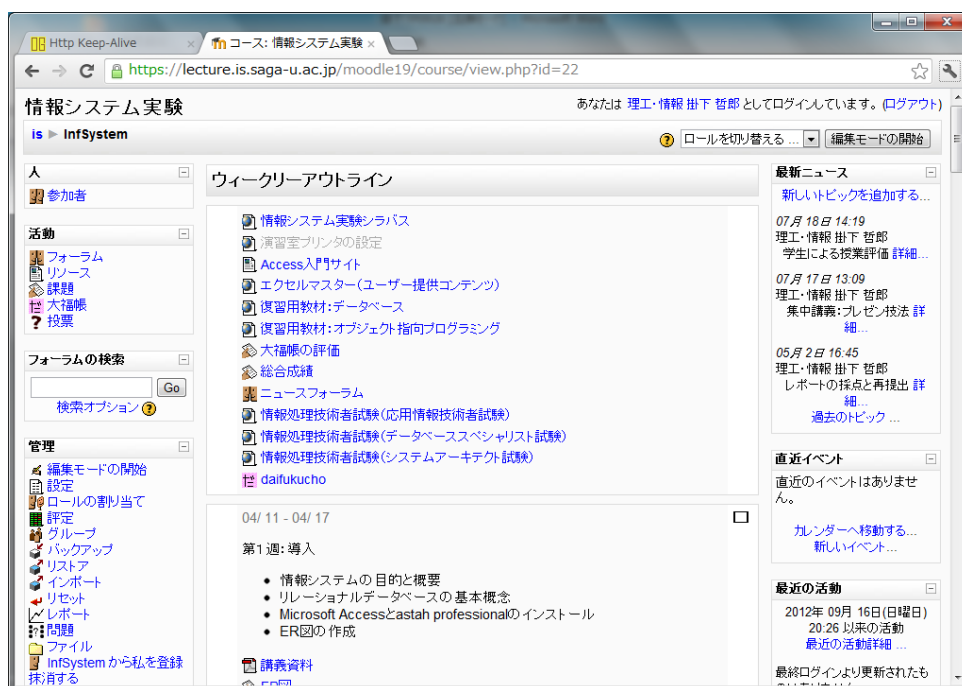 Http Keep-Alive
コース: 情報システム実験
https://lecture.is.saga-u.ac.jp/moodle19/course/view.php?id=22
情報システム実験
あなたは 理工・情報 掛下 哲郎 としてログインしています。(ログアウト)
is ► InfSystem
ロールを切り替える ...
編集モードの開始
人
参加者
活動
フォーラム
リソース
課題
大福帳
投票
フォーラムの検索
Go
検索オプション
管理
編集モードの開始
設定
ロールの割り当て
評定
グループ
バックアップ
リストア
インポート
リセット
レポート
問題
ファイル
InfSystem から私を登録
抹消する
ウィークリーアウトライン
情報システム実験シラバス
演習室プリンタの設定
Access入門サイト
エクセルマスター(ユーザー提供コンテンツ)
復習用教材:データベース
復習用教材:オブジェクト指向プログラミング
大福帳の評価
総合成績
ニュースフォーラム
情報処理技術者試験(応用情報技術者試験)
情報処理技術者試験(データベーススペシャリスト試験)
情報処理技術者試験(システムアーキテクト試験)
daifukucho
04/ 11 - 04/ 17
第1週:導入
• 情報システムの目的と概要
• リレーショナルデータベースの基本概念
• Microsoft Accessとastah professionalのインストール
• ER図の作成
講義資料
ER図
最新ニュース
新しいトピックを追加する...
07月 18日 14:19
理工・情報 掛下 哲郎
学生による授業評価 詳細...
07月 17日 13:09
理工・情報 掛下 哲郎
集中講義:プレゼン技法 詳
細...
05月 2日 16:45
理工・情報 掛下 哲郎
レポートの採点と再提出 詳
細...
過去のトピック ...
直近イベント
直近のイベントはありませ
ん。
カレンダーへ移動する...
新しいイベント...
最近の活動
2012年 09月 16日(日曜日)
20:26 以来の活動
最近の活動詳細 ...
最終ログインより更新されたも